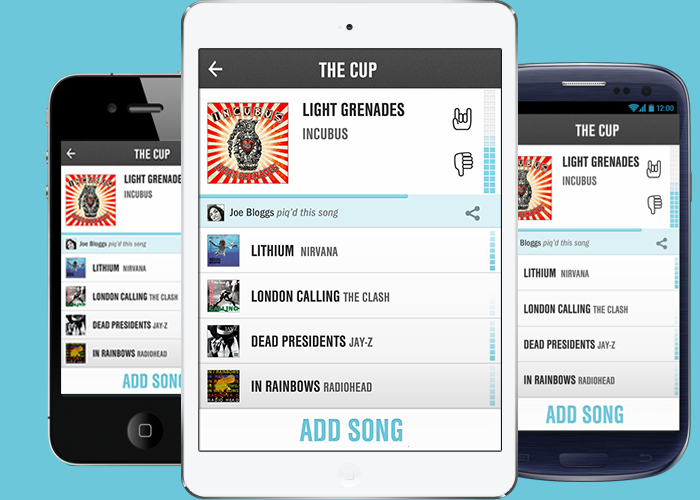 THE CUP
LIGHT GRENADES
INCUBUS
INCUBUS
Joe Bloggs piq'd this song
LITHIUM NIRVANA
LONDON CALLING THE CLASH
DEAD PRESIDENTS JAY-Z
IN RAINBOWS RADIOHEAD
ADD SONG
THE CUP
LIGHT GRENADES
INCUBUS
Joe Bloggs piq'd this song
LITHIUM NIRVANA
LONDON CALLING THE CLASH
DEAD PRESIDENTS JAY-Z
IN RAINBOWS RADIOHEAD
ADD SONG
12:00
THE CUP
LIGHT GRENADES
INCUBUS
Bloggs piq'd this song
LITHIUM NIRVANA
LONDON CALLING THE CLASH
DEAD PRESIDENTS JAY-Z
IN RAINBOWS RADIOHEAD
ADD SONG